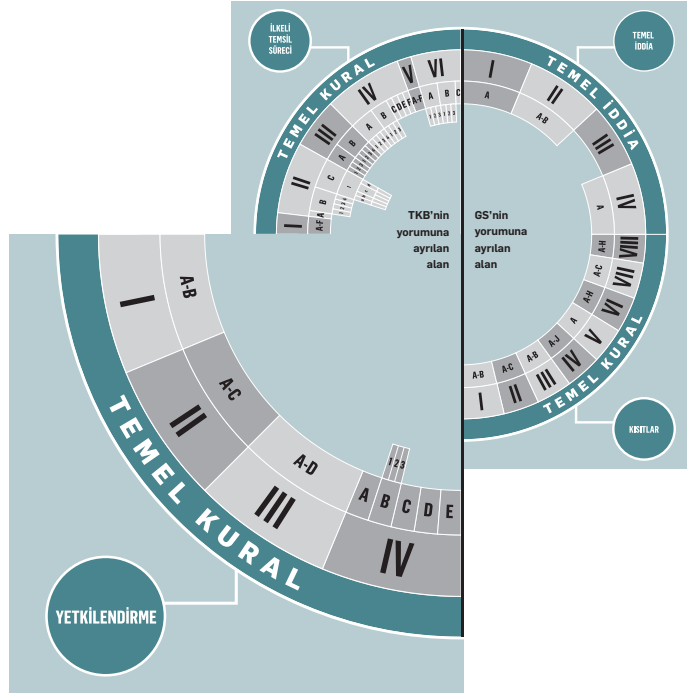 İLKELİ
TEMSİL
SÜRECİ
TEMEL KURAL
I
II
III
IV
V
VI
A-F
A
B
C
A
B
A
B
C
D
E
F
A-F
A
B
C
TEMEL
İDDİA
TEMEL İDDİA
I
II
III
IV
A
A-B
A
TKB'nin
yorumuna
ayrılan
alan
GS'nin
yorumuna
ayrılan
alan
VIII
VII
VI
V
IV
III
II
I
A-H
A-C
A-H
A
A-J
A-B
A-C
A-B
TEMEL KURAL
KISITLAR
I
A-B
II
A-C
III
A-D
IV
A
B
C
D
E
1 2 3
TEMEL KURAL
YETKİLENDİRME